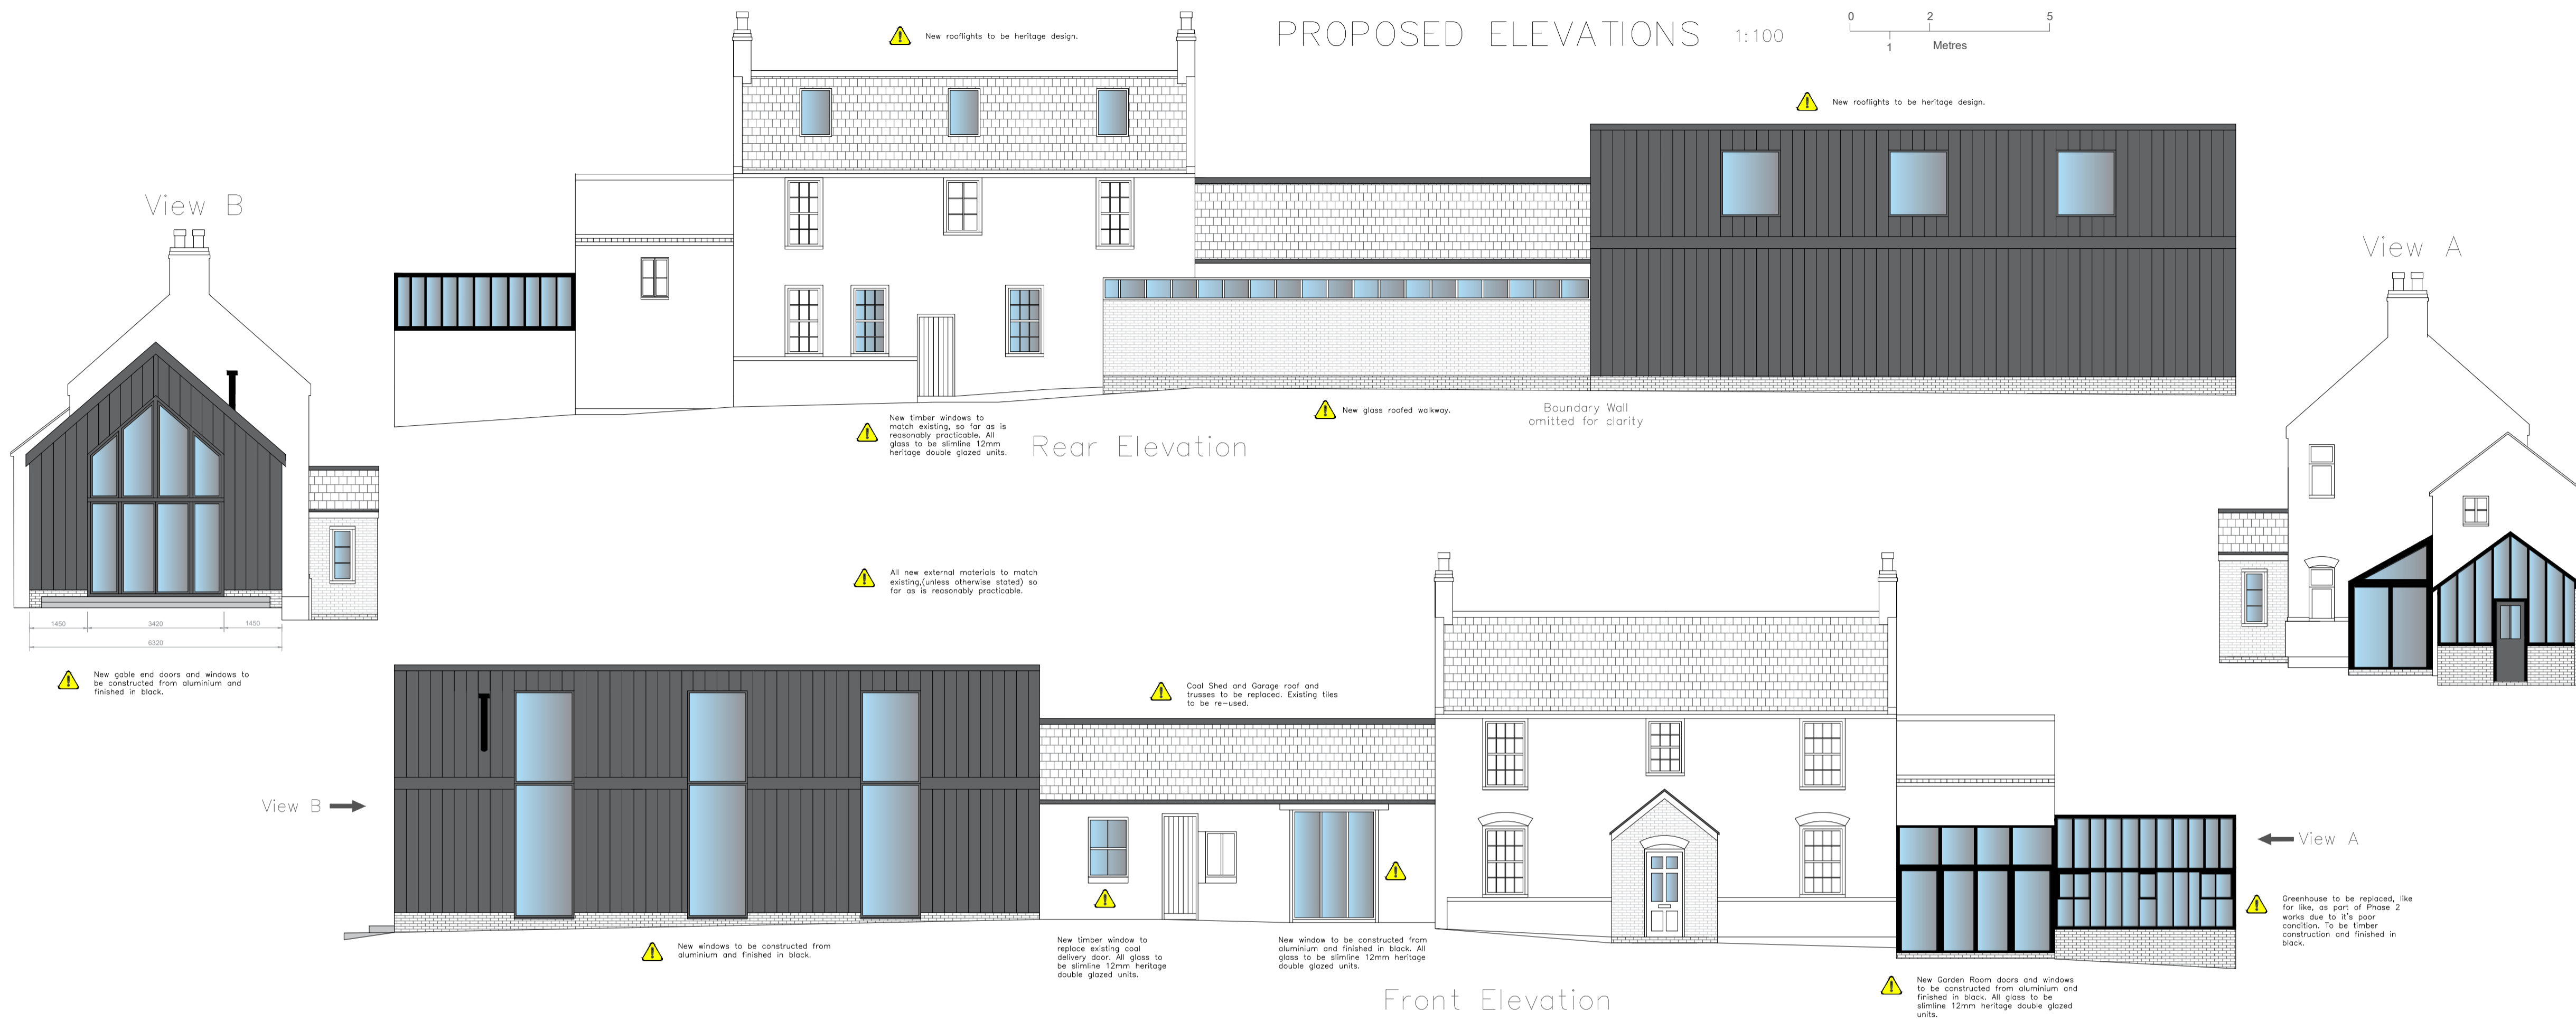 PROPOSED ELEVATIONS 1:100
0 2 5
1 Metres
New rooflights to be heritage design.
New rooflights to be heritage design.
View B
View A
New timber windows to
match existing, so far as is
reasonably practicable. All
glass to be slimline 12mm
heritage double glazed units.
Rear Elevation
New glass roofed walkway.
Boundary Wall
omitted for clarity
1450 3420 1450
6320
New gable end doors and windows to
be constructed from aluminium and
finished in black.
All new external materials to match
existing,(unless otherwise stated) so
far as is reasonably practicable.
Coal Shed and Garage roof and
trusses to be replaced. Existing tiles
to be re-used.
View B
View A
New windows to be constructed from
aluminium and finished in black.
New timber window to
replace existing coal
delivery door. All glass to
be slimline 12mm heritage
double glazed units.
New window to be constructed from
aluminium and finished in black. All
glass to be slimline 12mm heritage
double glazed units.
Greenhouse to be replaced, like
for like, as part of Phase 2
works due to it's poor
condition. To be timber
construction and finished in
black.
New Garden Room doors and windows
to be constructed from aluminium and
finished in black. All glass to be
slimline 12mm heritage double glazed
units.
Front Elevation